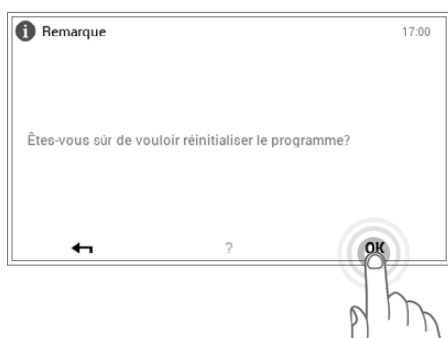 Remarque 17:00
Êtes-vous sûr de vouloir réinitialiser le programme?
? OK